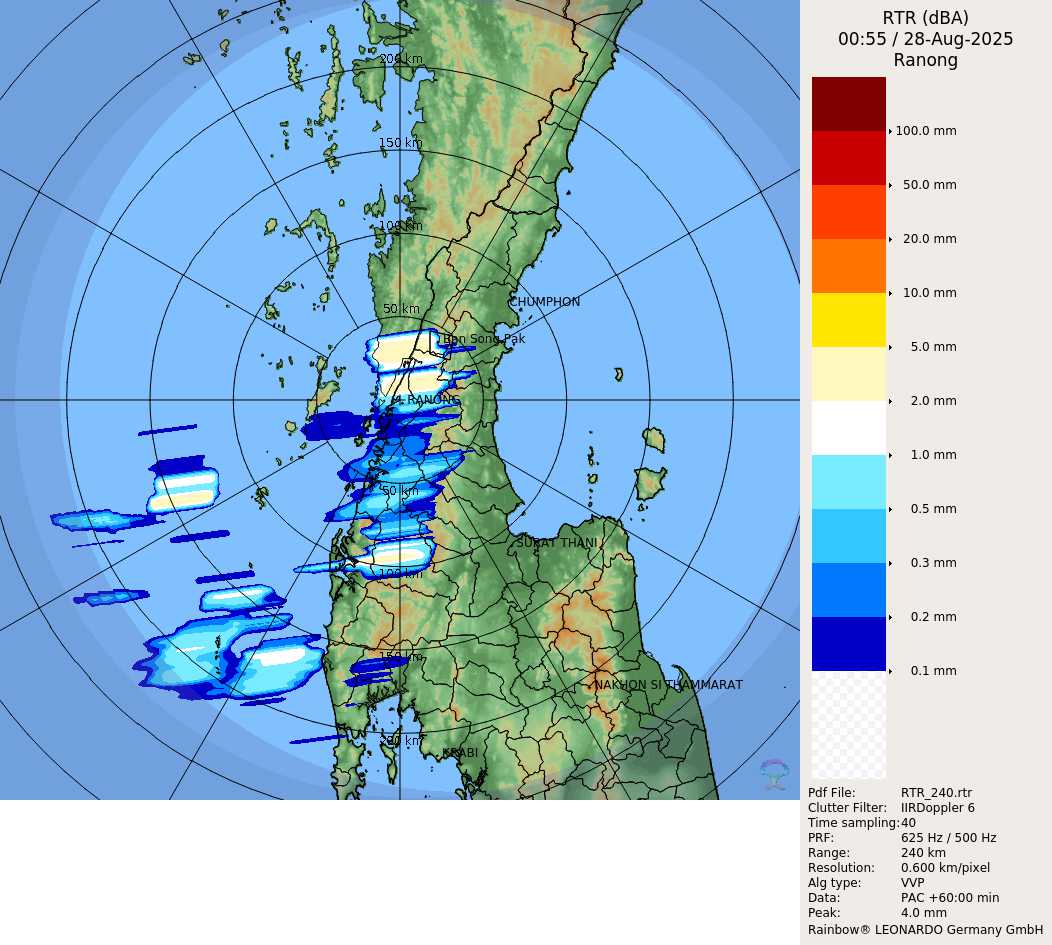 RTR (dBA)
00:55 / 28-Aug-2025
Ranong
100.0 mm
50.0 mm
20.0 mm
10.0 mm
5.0 mm
2.0 mm
1.0 mm
0.5 mm
0.3 mm
0.2 mm
0.1 mm
Pdf File: RTR_240.rtr
Clutter Filter: IIRDoppler 6
Time sampling: 40
PRF: 625 Hz / 500 Hz
Range: 240 km
Resolution: 0.600 km/pixel
Alg type: VVP
Data: PAC +60:00 min
Peak: 4.0 mm
Rainbow® LEONARDO Germany GmbH
200 km
150 km
100 km
CHUMPHON
50 km
Ban Song Pak
RANONG
50 km
SURAT THANI
100 km
150 km
NAKHON SI THAMMARAT
200 km
KRABI